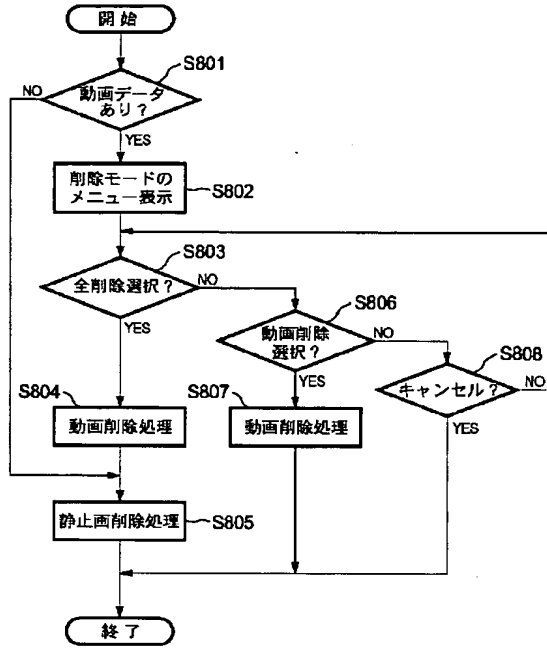 開始
S801
動画データ
あり？
NO
YES
削除モードの
メニュー表示
S802
S803
全削除選択？
NO
YES
S806
動画削除
選択？
NO
YES
S808
キャンセル？
NO
YES
S804
動画削除処理
S807
動画削除処理
静止画削除処理
S805
終了